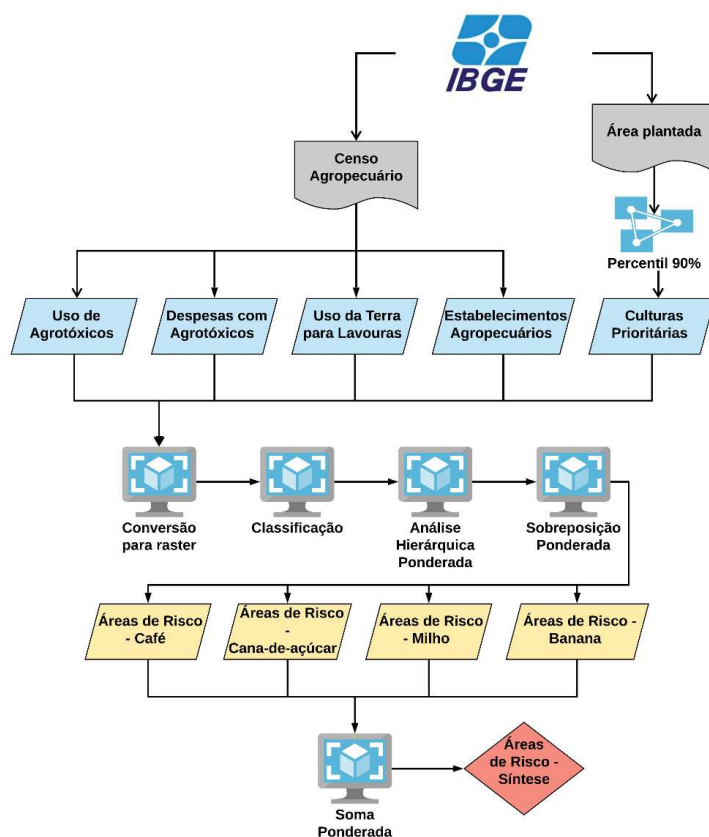 IBGE
Área plantada
Censo
Agropecuário
Percentil 90%
Uso de
Agrotóxicos
Despesas com
Agrotóxicos
Uso da Terra
para Lavouras
Estabelecimentos
Agropecuários
Culturas
Prioritárias
Conversão
para raster
Classificação
Análise
Hierárquica
Ponderada
Sobreposição
Ponderada
Áreas de Risco
- Café
Áreas de Risco
-
Cana-de-açúcar
Áreas de Risco
- Milho
Áreas de Risco -
Banana
Soma
Ponderada
Áreas
de Risco -
Síntese